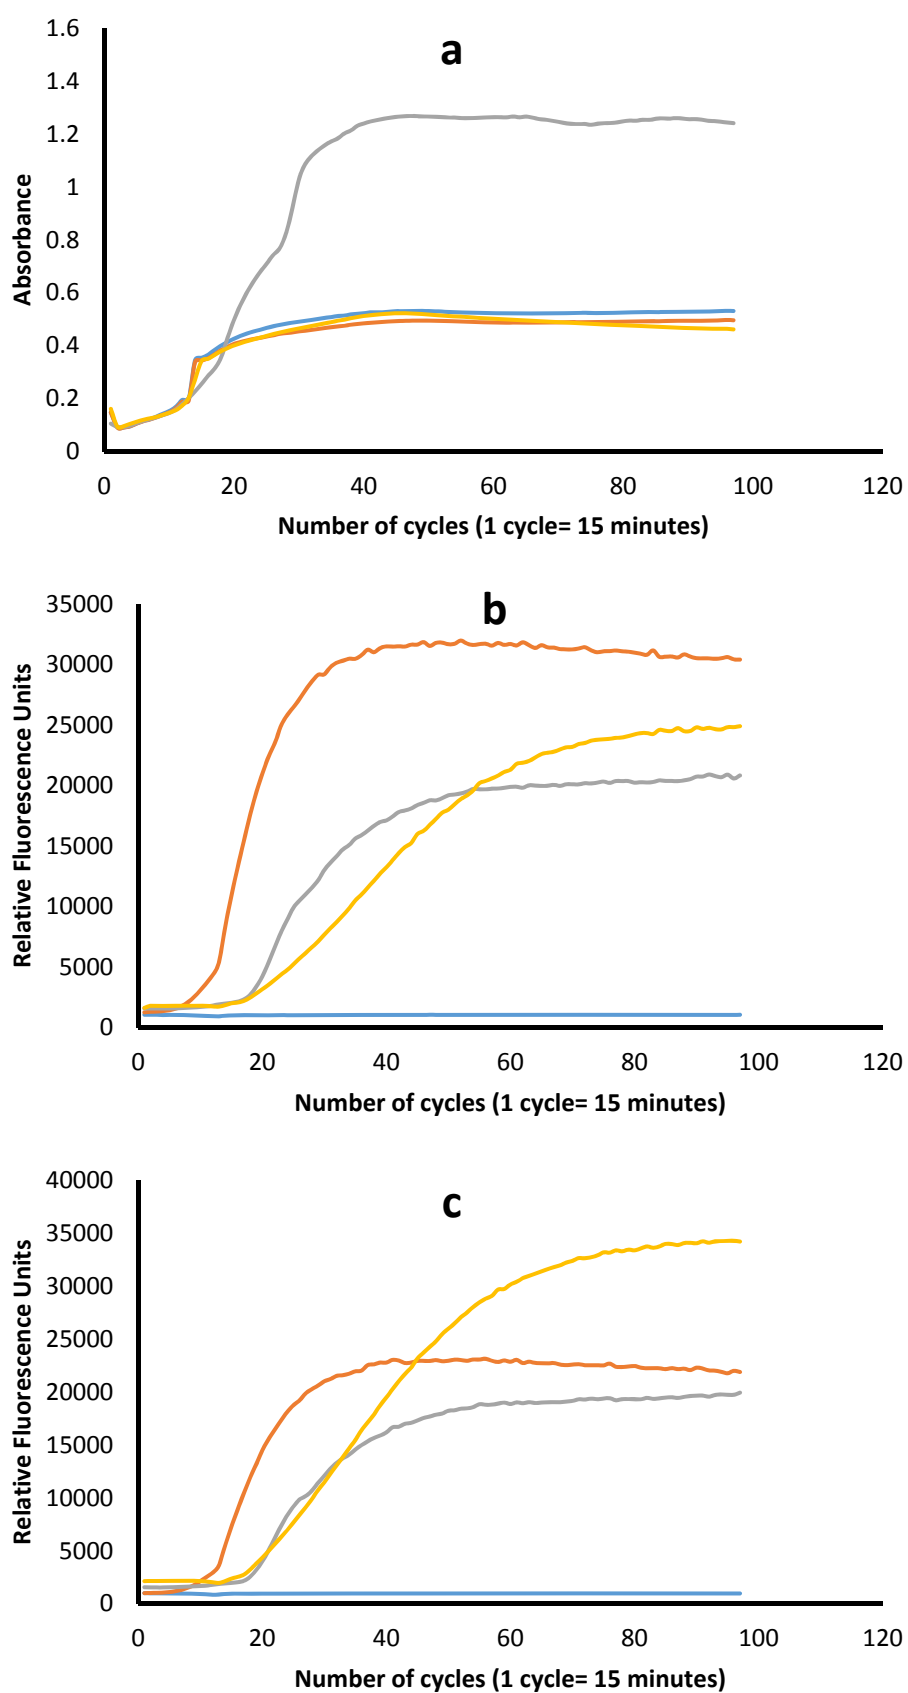 a
1.6
1.4
1.2
1
0.8
0.6
0.4
0.2
0
Absorbance
0 20 40 60 80 100 120
Number of cycles (1 cycle= 15 minutes)
b
35000
30000
25000
20000
15000
10000
5000
0
Relative Fluorescence Units
0 20 40 60 80 100 120
Number of cycles (1 cycle= 15 minutes)
c
40000
35000
30000
25000
20000
15000
10000
5000
0
Relative Fluorescence Units
0 20 40 60 80 100 120
Number of cycles (1 cycle= 15 minutes)